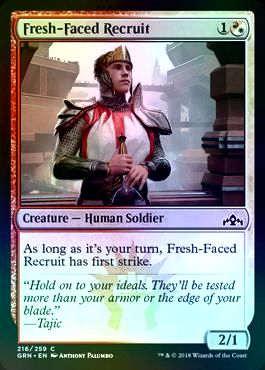 Fresh-Faced Recruit 1
Creature — Human Soldier
As long as it's your turn, Fresh-Faced
Recruit has first strike.
“Hold on to your ideals. They'll be tested
more than your armor or the edge of your
blade.”
—Tajic
2/1
216/259 C
GRN • EN Anthony Palumbo
™ & © 2018 Wizards of the Coast